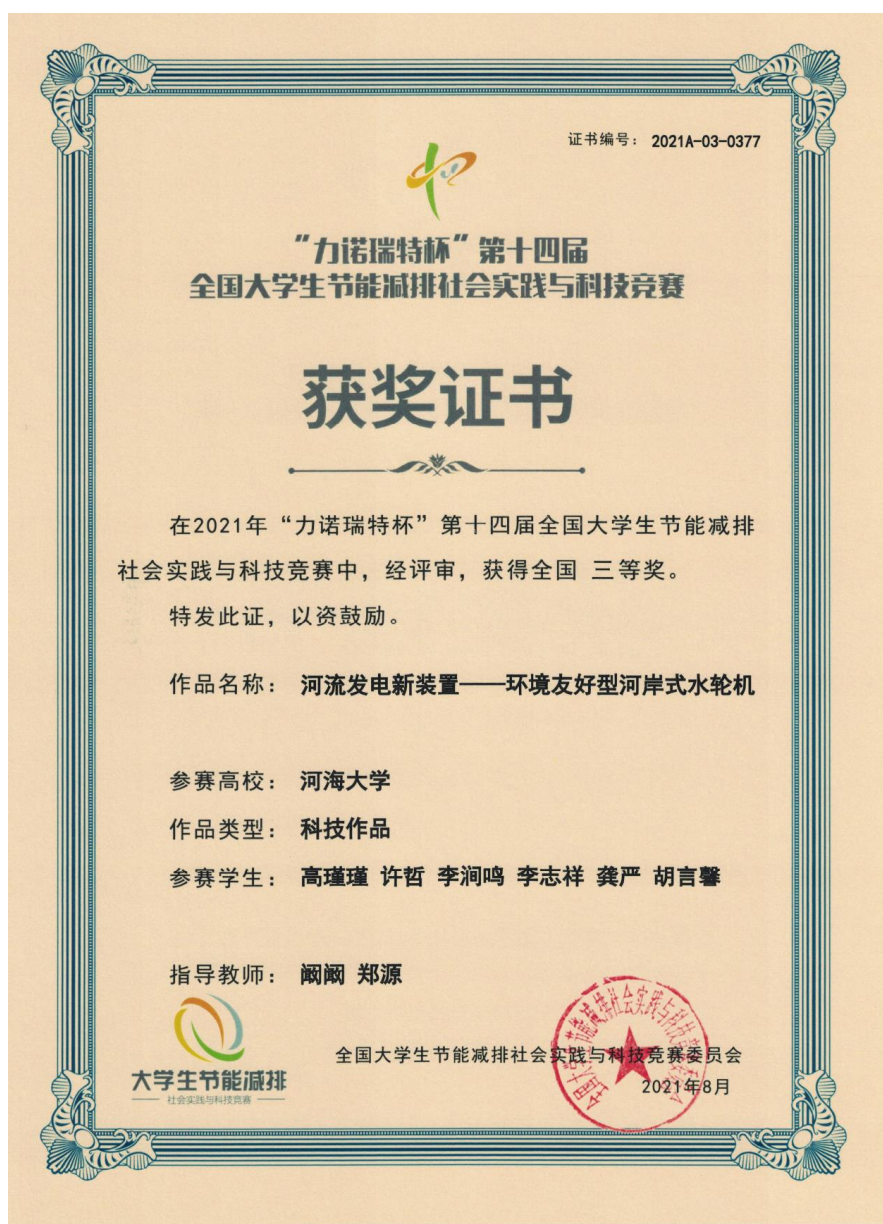 证书编号： 2021A-03-0377
“力诺瑞特杯”第十四届
全国大学生节能减排社会实践与科技竞赛
获奖证书
在2021年“力诺瑞特杯”第十四届全国大学生节能减排
社会实践与科技竞赛中，经评审，获得全国 三等奖。
特发此证，以资鼓励。
作品名称： 河流发电新装置——环境友好型河岸式水轮机
参赛高校： 河海大学
作品类型： 科技作品
参赛学生： 高瑾瑾 许哲 李涧鸣 李志祥 龚严 胡言馨
指导教师： 阚阚 郑源
大学生节能减排
社会实践与科技竞赛
全国大学生节能减排社会实践与科技竞赛委员会
2021年8月